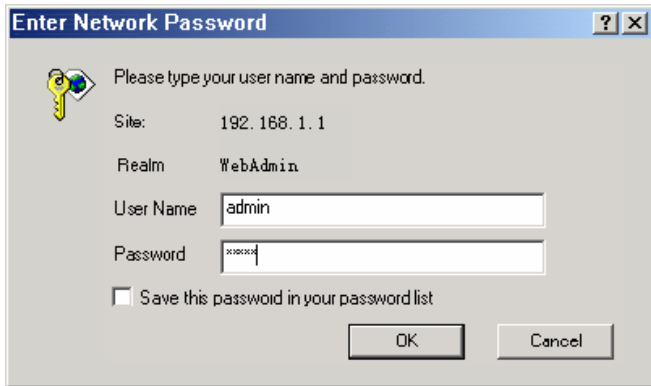 Enter Network Password
? X
Please type your user name and password.
Site: 192.168.1.1
Realm WebAdmin
User Name admin
Password *****
Save this password in your password list
OK Cancel